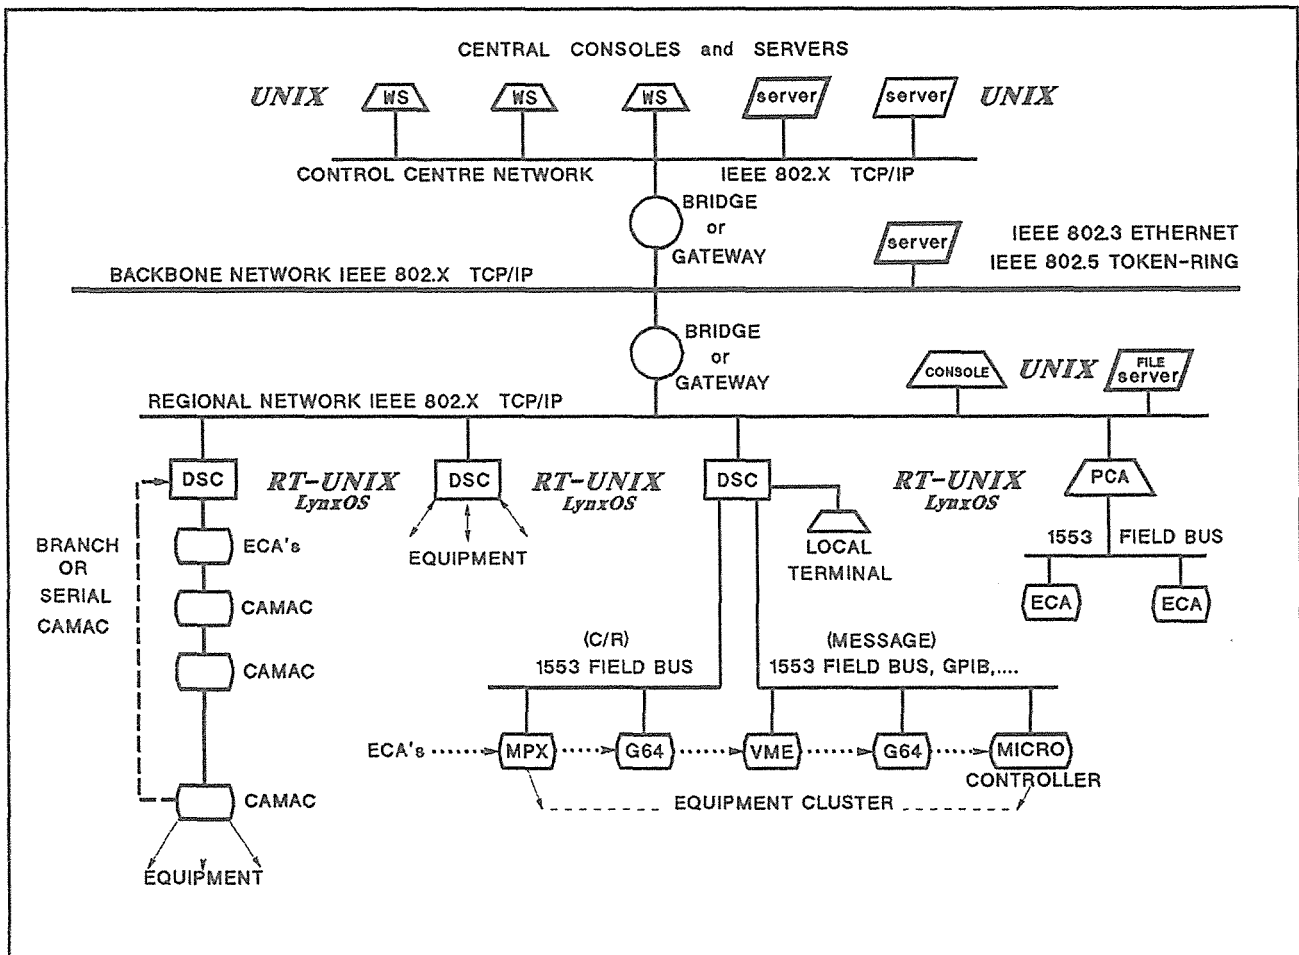 CENTRAL CONSOLES and SERVERS
UNIX WS WS WS server server UNIX
CONTROL CENTRE NETWORK IEEE 802.X TCP/IP
BRIDGE
or
GATEWAY
server
IEEE 802.3 ETHERNET
IEEE 802.5 TOKEN-RING
BACKBONE NETWORK IEEE 802.X TCP/IP
BRIDGE
or
GATEWAY
CONSOLE UNIX FILE
server
REGIONAL NETWORK IEEE 802.X TCP/IP
DSC RT-UNIX DSC RT-UNIX DSC RT-UNIX PCA
LynxOS LynxOS LynxOS
BRANCH
OR
SERIAL
CAMAC
ECA's
CAMAC
CAMAC
CAMAC
EQUIPMENT
EQUIPMENT
LOCAL
TERMINAL
1553 FIELD BUS
ECA ECA
(C/R)
1553 FIELD BUS
(MESSAGE)
1553 FIELD BUS, GPIB,....
ECA's MPX G64 VME G64 MICRO
CONTROLLER
EQUIPMENT CLUSTER